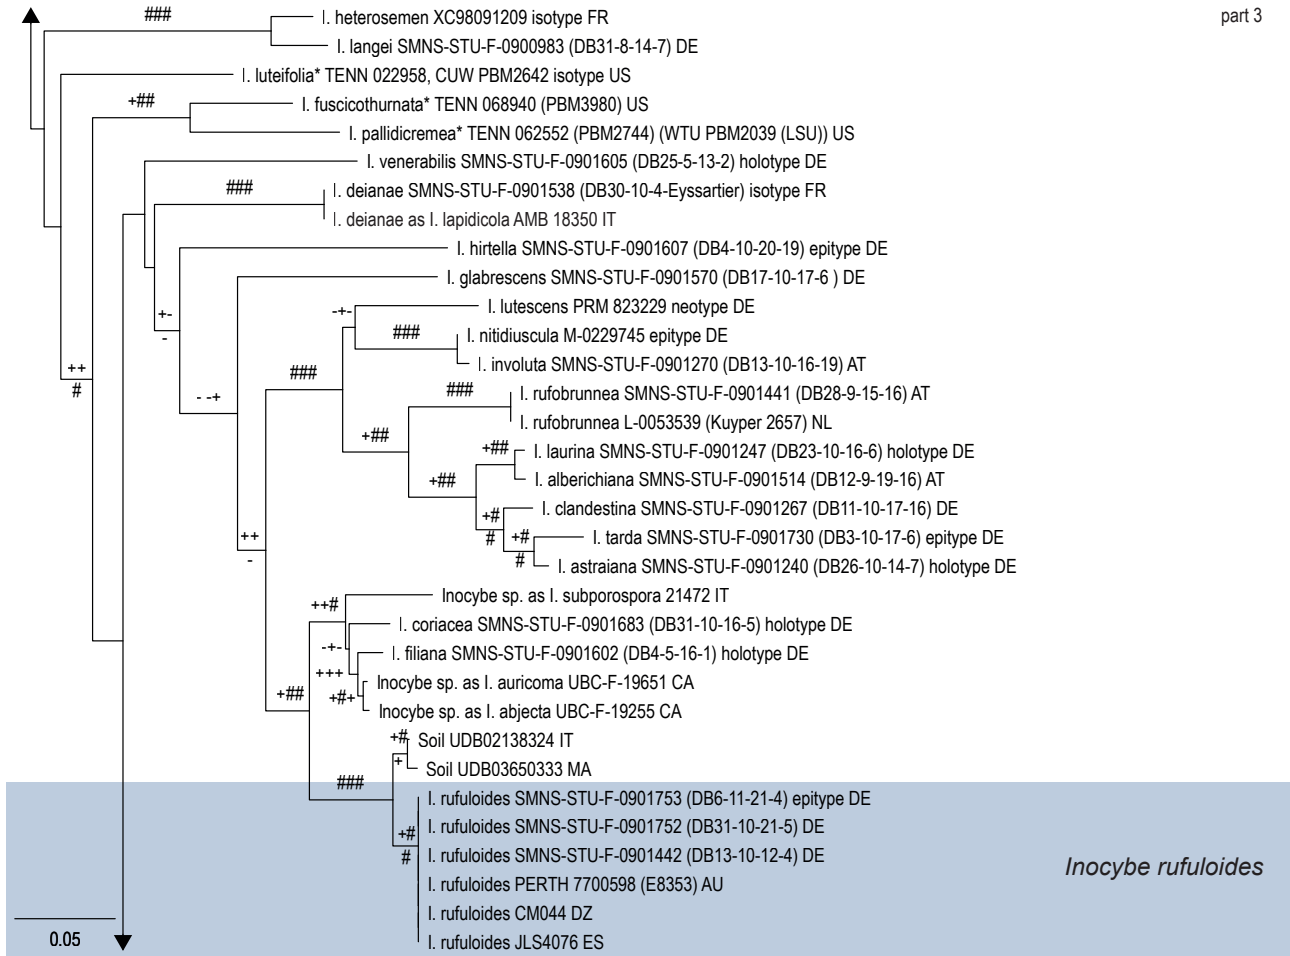 part 3
###
I. heterosemen XC98091209 isotype FR
I. langei SMNS-STU-F-0900983 (DB31-8-14-7) DE
I. luteifolia* TENN 022958, CUW PBM2642 isotype US
+##
I. fuscicothurnata* TENN 068940 (PBM3980) US
I. pallidicremea* TENN 062552 (PBM2744) (WTU PBM2039 (LSU)) US
I. venerabilis SMNS-STU-F-0901605 (DB25-5-13-2) holotype DE
###
I. deianae SMNS-STU-F-0901538 (DB30-10-4-Eyssartier) isotype FR
I. deianae as I. lapidicola AMB 18350 IT
I. hirtella SMNS-STU-F-0901607 (DB4-10-20-19) epitype DE
I. glabrescens SMNS-STU-F-0901570 (DB17-10-17-6 ) DE
I. lutescens PRM 823229 neotype DE
-+-
+-
-
###
I. nitidiuscula M-0229745 epitype DE
I. involuta SMNS-STU-F-0901270 (DB13-10-16-19) AT
++
#
###
###
I. rufobrunnea SMNS-STU-F-0901441 (DB28-9-15-16) AT
- -+
I. rufobrunnea L-0053539 (Kuyper 2657) NL
+##
+##
I. laurina SMNS-STU-F-0901247 (DB23-10-16-6) holotype DE
+##
I. alberichiana SMNS-STU-F-0901514 (DB12-9-19-16) AT
I. clandestina SMNS-STU-F-0901267 (DB11-10-17-16) DE
+#
#
++
-
+#
#
I. tarda SMNS-STU-F-0901730 (DB3-10-17-6) epitype DE
I. astraiana SMNS-STU-F-0901240 (DB26-10-14-7) holotype DE
Inocybe sp. as I. subporospora 21472 IT
++#
I. coriacea SMNS-STU-F-0901683 (DB31-10-16-5) holotype DE
-+-
I. filiana SMNS-STU-F-0901602 (DB4-5-16-1) holotype DE
+++
Inocybe sp. as I. auricoma UBC-F-19651 CA
+##
+#+
Inocybe sp. as I. abjecta UBC-F-19255 CA
+#
+
Soil UDB02138324 IT
Soil UDB03650333 MA
###
I. rufuloides SMNS-STU-F-0901753 (DB6-11-21-4) epitype DE
I. rufuloides SMNS-STU-F-0901752 (DB31-10-21-5) DE
+#
#
I. rufuloides SMNS-STU-F-0901442 (DB13-10-12-4) DE
Inocybe rufuloides
I. rufuloides PERTH 7700598 (E8353) AU
I. rufuloides CM044 DZ
I. rufuloides JLS4076 ES
0.05